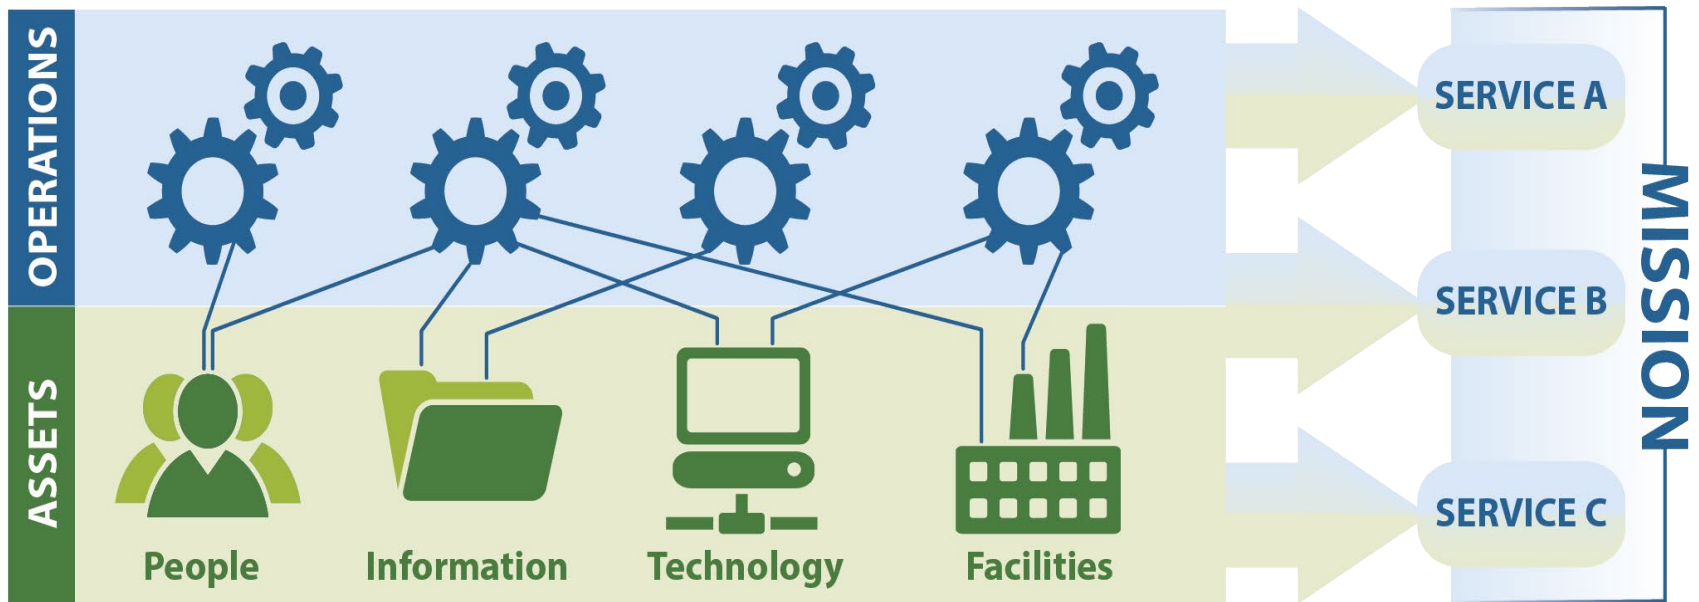 OPERATIONS
ASSETS
People
Information
Technology
Facilities
SERVICE A
SERVICE B
SERVICE C
MISSION